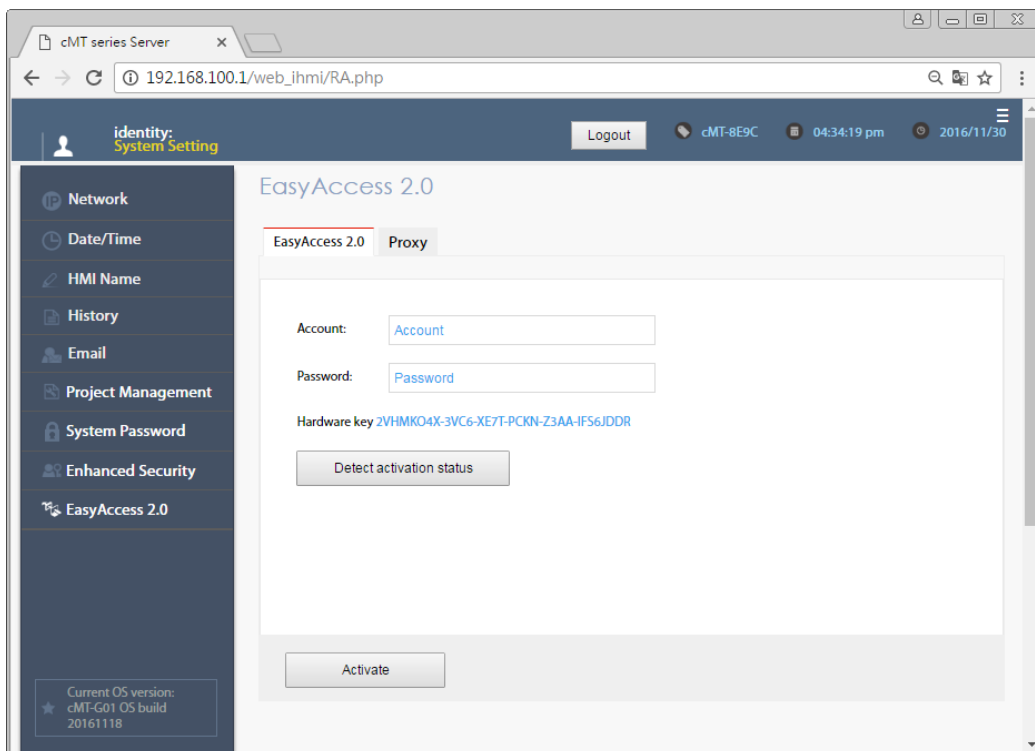 cMT series Server
192.168.100.1/web_ihmi/RA.php
identity:
System Setting
Logout
cMT-8E9C
04:34:19 pm
2016/11/30
Network
Date/Time
HMI Name
History
Email
Project Management
System Password
Enhanced Security
EasyAccess 2.0
Current OS version:
cMT-G01 OS build
20161118
EasyAccess 2.0
EasyAccess 2.0 Proxy
Account: Account
Password: Password
Hardware key 2VHMKO4X-3VC6-XE7T-PCKN-Z3AA-IFS6JDDR
Detect activation status
Activate